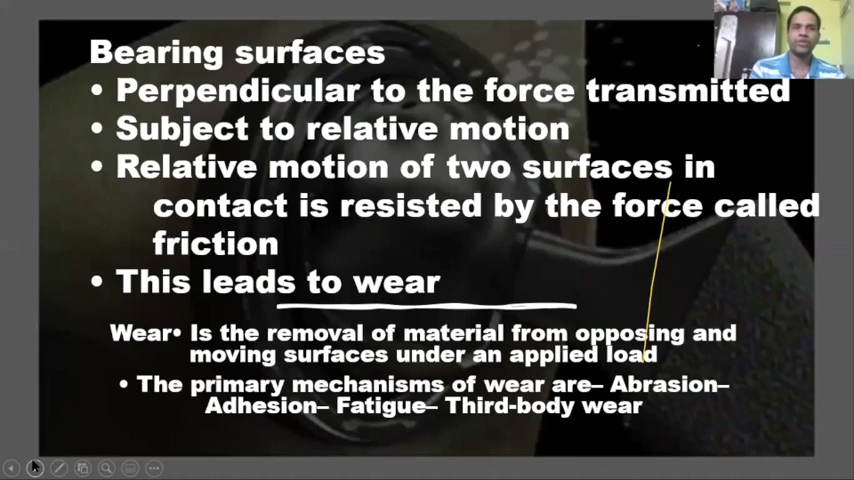 Bearing surfaces
• Perpendicular to the force transmitted
• Subject to relative motion
• Relative motion of two surfaces in
contact is resisted by the force called
friction
• This leads to wear
Wear• Is the removal of material from opposing and
moving surfaces under an applied load
• The primary mechanisms of wear are– Abrasion–
Adhesion– Fatigue– Third-body wear